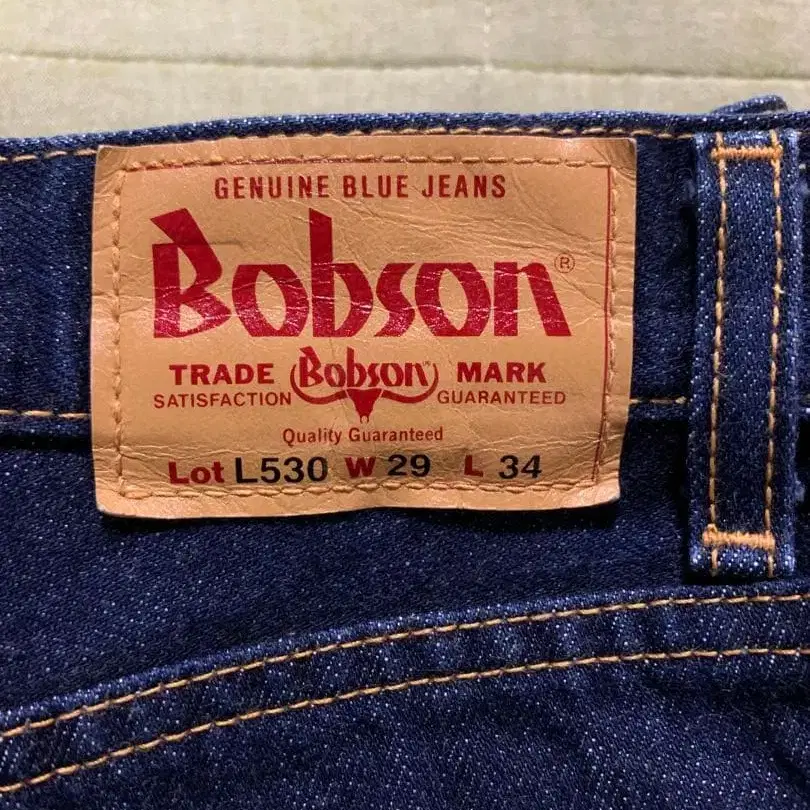 GENUINE BLUE JEANS
Bobson®
TRADE Bobson MARK
SATISFACTION GUARANTEED
Quality Guaranteed
Lot L530 W 29 L 34